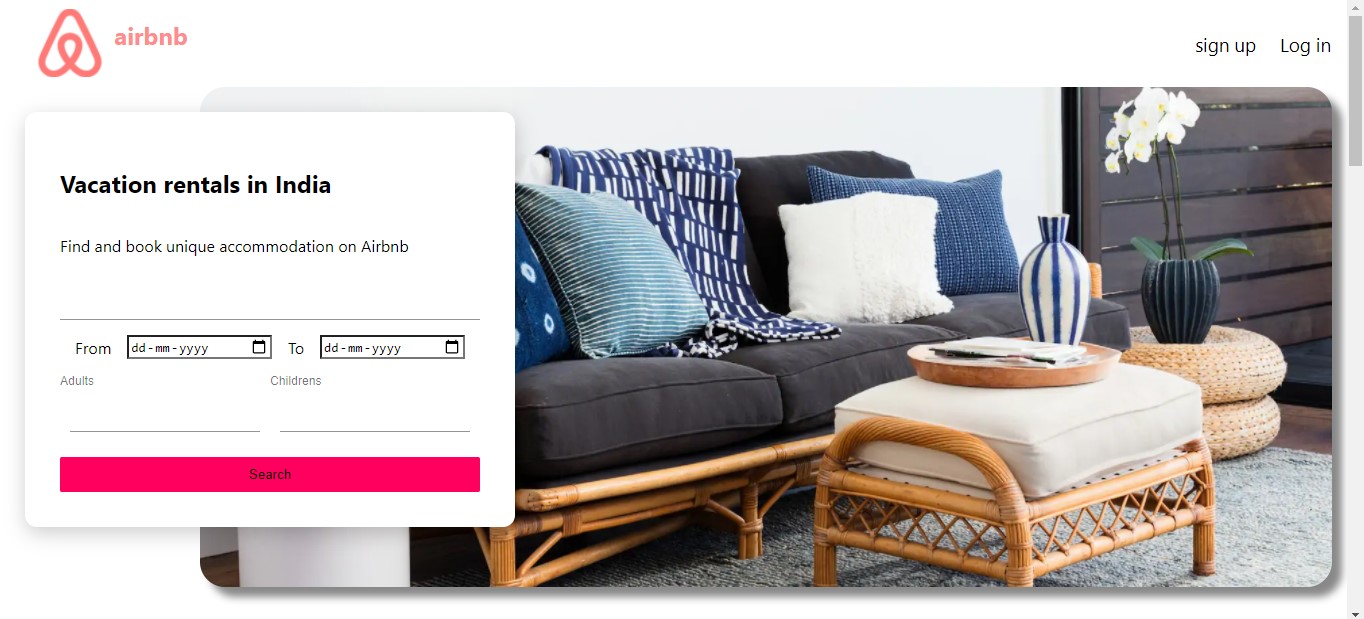 airbnb
sign up Log in
Vacation rentals in India
Find and book unique accommodation on Airbnb
From dd-mm-yyyy To dd-mm-yyyy
Adults Childrens
Search